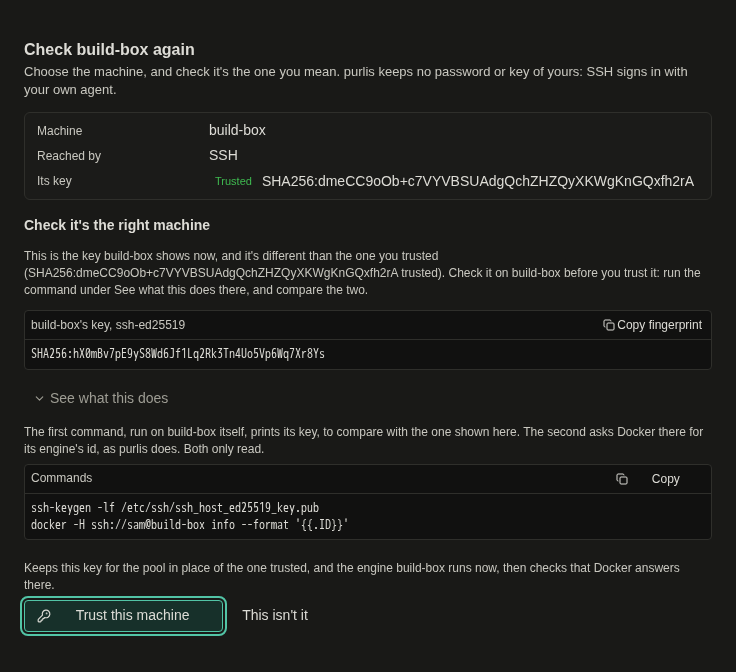 Check build-box again
Choose the machine, and check it's the one you mean. purlis keeps no password or key of yours: SSH signs in with
your own agent.
Machine build-box
Reached by SSH
Its key Trusted SHA256:dmeCC9oOb+c7VYVBSUAdgQchZHZQyXKWgKnGQxfh2rA
Check it's the right machine
This is the key build-box shows now, and it's different than the one you trusted
(SHA256:dmeCC9oOb+c7VYVBSUAdgQchZHZQyXKWgKnGQxfh2rA trusted). Check it on build-box before you trust it: run the
command under See what this does there, and compare the two.
build-box's key, ssh-ed25519 Copy fingerprint
SHA256:hX0mBv7pE9yS8Wd6Jf1Lq2Rk3Tn4Uo5Vp6Wq7Xr8Ys
See what this does
The first command, run on build-box itself, prints its key, to compare with the one shown here. The second asks Docker there for
its engine's id, as purlis does. Both only read.
Commands Copy
ssh-keygen -lf /etc/ssh/ssh_host_ed25519_key.pub
docker -H ssh://sam@build-box info --format '{{.ID}}'
Keeps this key for the pool in place of the one trusted, and the engine build-box runs now, then checks that Docker answers
there.
Trust this machine This isn't it